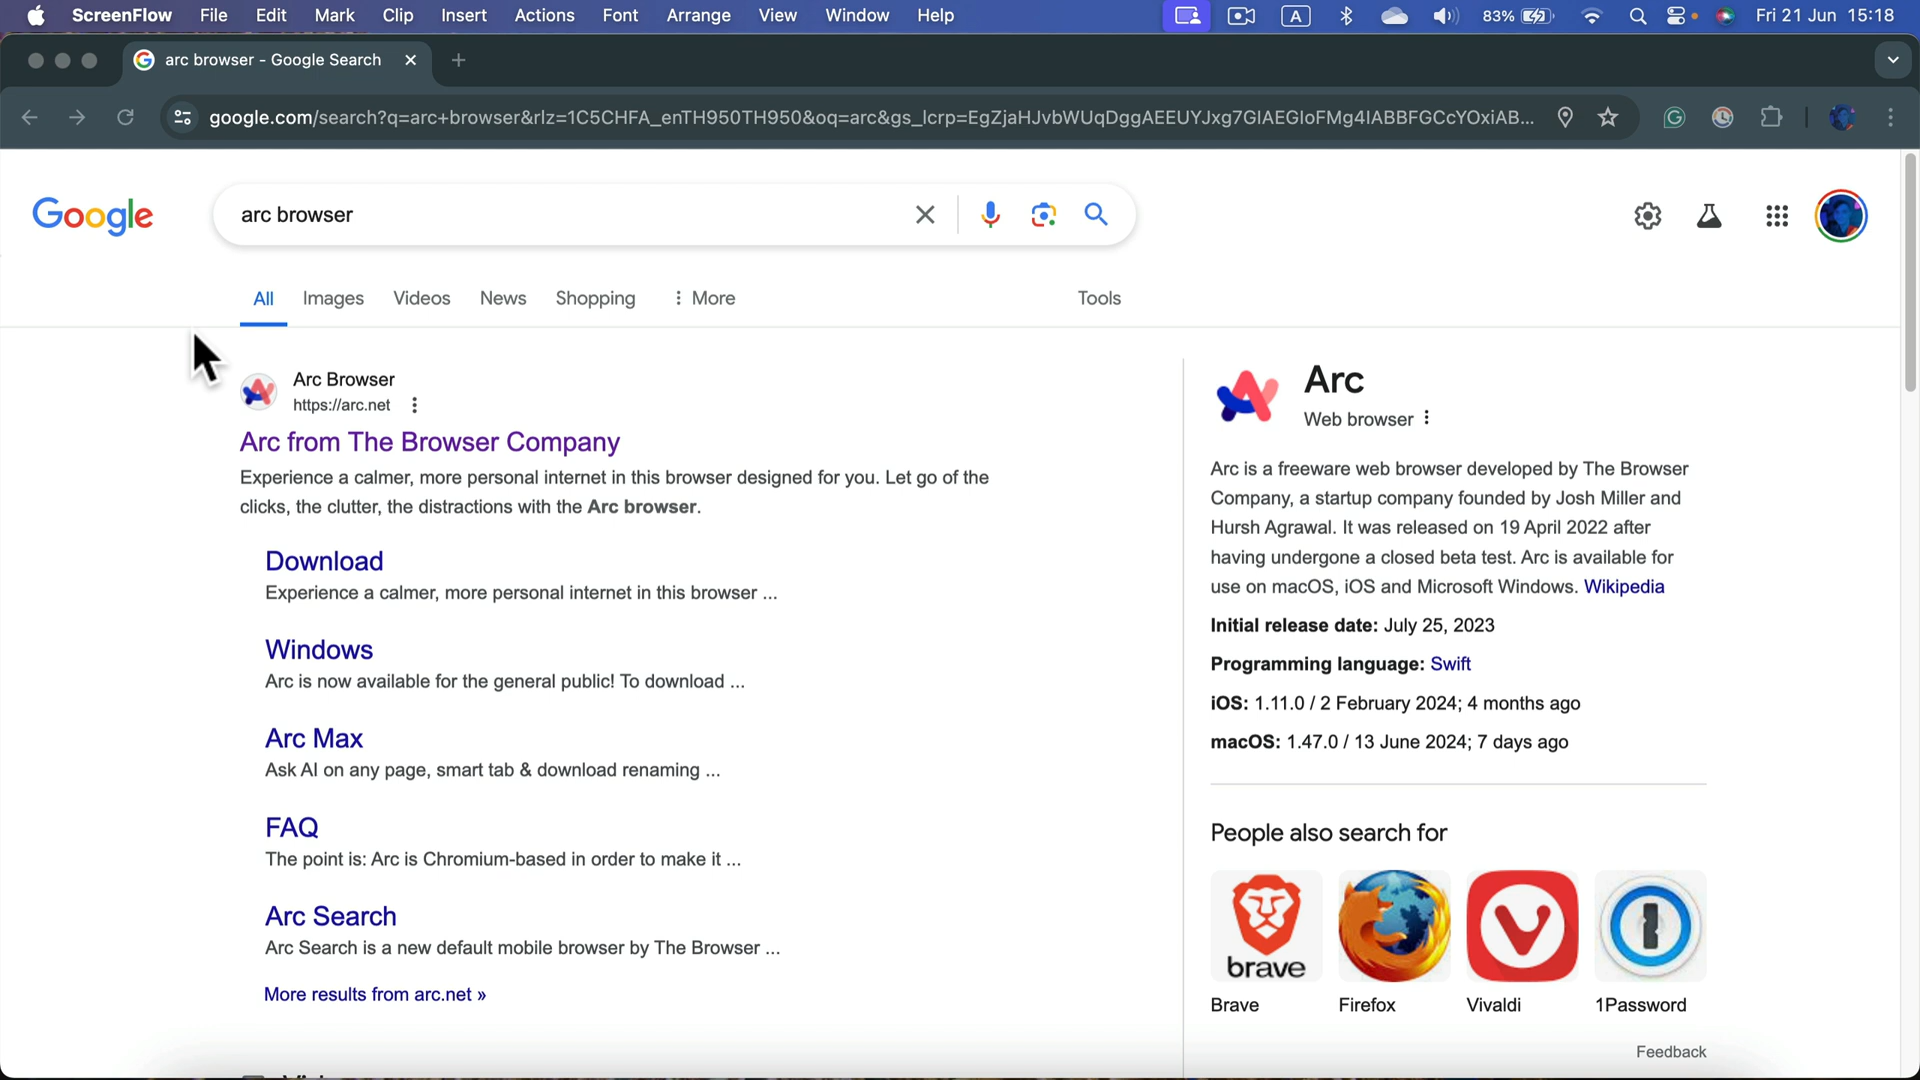 ScreenFlow File Edit Mark Clip Insert Actions Font Arrange View Window Help A 83% Fri 21 Jun 15:18
arc browser - Google Search
google.com/search?q=arc+browser&rlz=1C5CHFA_enTH950TH950&oq=arc&gs_lcrp=EgZjaHJvbWUqDggAEEUYJxg7GIAEGIoFMg4IABBFGCcYOxiAB...
Google
arc browser
All Images Videos News Shopping More Tools
Arc Browser
https://arc.net
Arc from The Browser Company
Experience a calmer, more personal internet in this browser designed for you. Let go of the
clicks, the clutter, the distractions with the Arc browser.
Download
Experience a calmer, more personal internet in this browser ...
Windows
Arc is now available for the general public! To download ...
Arc Max
Ask AI on any page, smart tab & download renaming ...
FAQ
The point is: Arc is Chromium-based in order to make it ...
Arc Search
Arc Search is a new default mobile browser by The Browser ...
More results from arc.net »
Arc
Web browser
Arc is a freeware web browser developed by The Browser
Company, a startup company founded by Josh Miller and
Hursh Agrawal. It was released on 19 April 2022 after
having undergone a closed beta test. Arc is available for
use on macOS, iOS and Microsoft Windows. Wikipedia
Initial release date: July 25, 2023
Programming language: Swift
iOS: 1.11.0 / 2 February 2024; 4 months ago
macOS: 1.47.0 / 13 June 2024; 7 days ago
People also search for
brave
Brave Firefox Vivaldi 1Password
Feedback